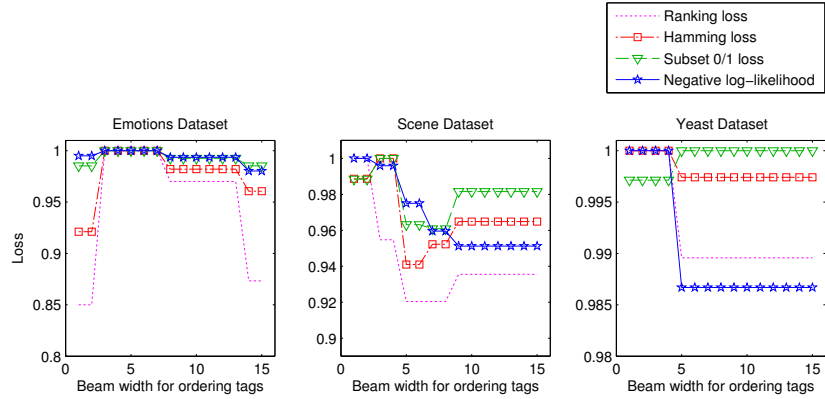 Ranking loss
Hamming loss
Subset 0/1 loss
Negative log-likelihood
Emotions Dataset
Scene Dataset
Yeast Dataset
Loss
1
0.95
0.9
0.85
0.8
0 5 10 15
Beam width for ordering tags
1
0.98
0.96
0.94
0.92
0.9
0 5 10 15
Beam width for ordering tags
1
0.995
0.99
0.985
0.98
0 5 10 15
Beam width for ordering tags